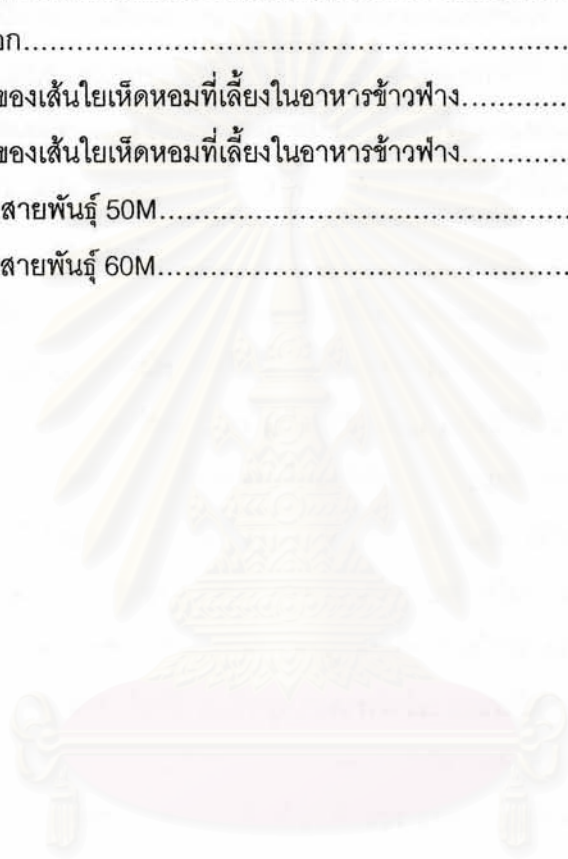 อก............................................................
ของเส้นใยเห็ดหอมที่เลี้ยงในอาหารข้าวฟ่าง..............
ของเส้นใยเห็ดหอมที่เลี้ยงในอาหารข้าวฟ่าง..............
สายพันธุ์ 50M..............................................
สายพันธุ์ 60M..............................................